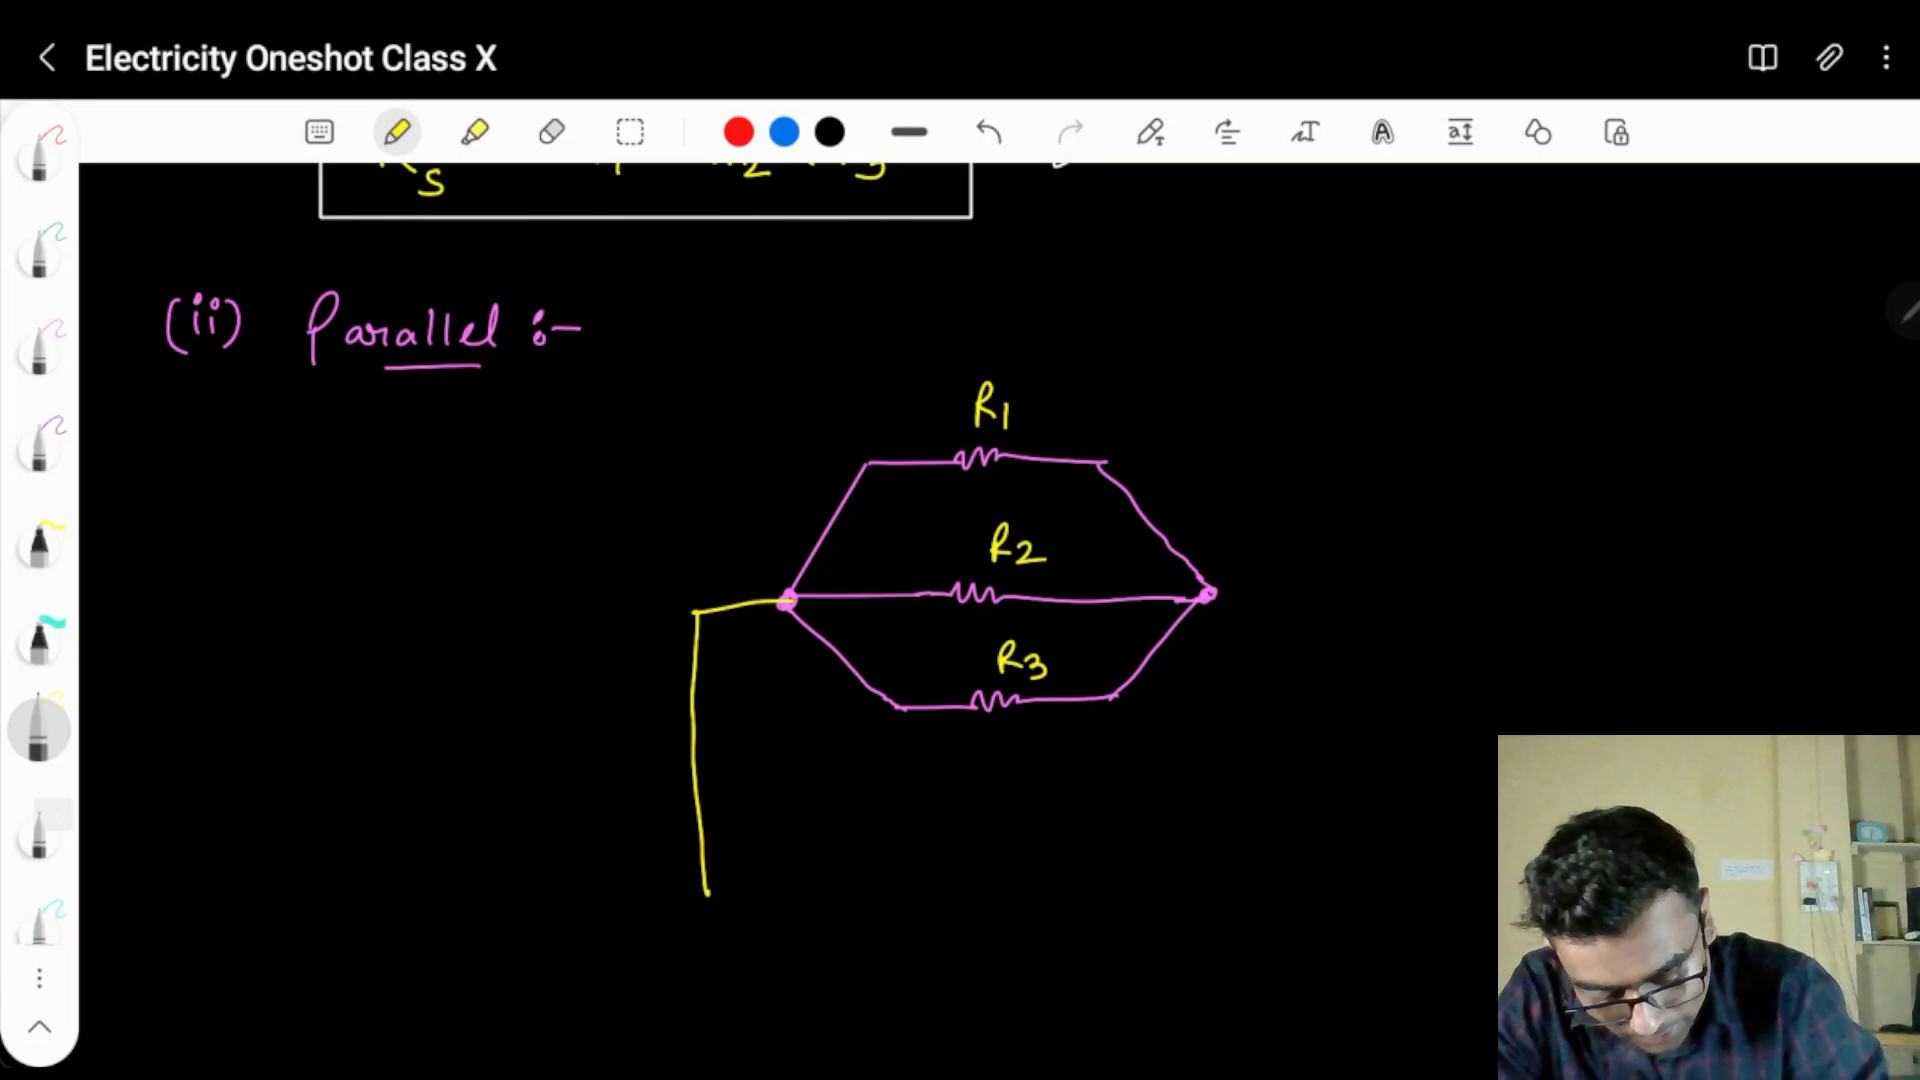 Electricity Oneshot Class X
S
(ii) Parallel :-
R1
R2
R3